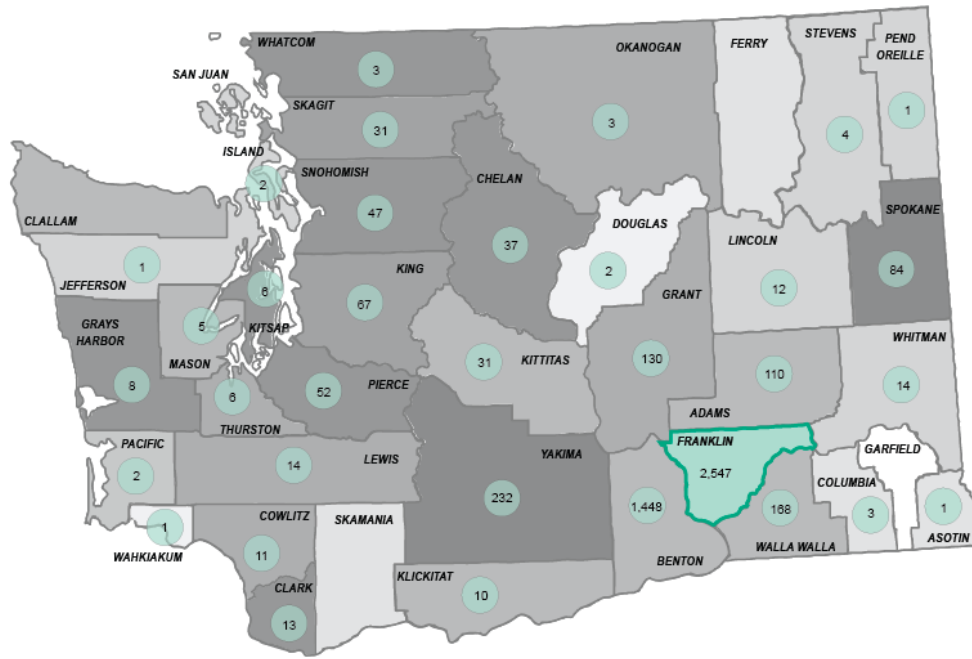 WHATCOM
3
SAN JUAN
SKAGIT
31
ISLAND
2
SNOHOMISH
47
CLALLAM
JEFFERSON
1
KITSAP
6
KING
67
CHELAN
37
OKANOGAN
3
FERRY
STEVENS
4
PEND
OREILLE
1
DOUGLAS
2
GRANT
130
LINCOLN
12
SPOKANE
84
GRAYS
HARBOR
8
MASON
5
THURSTON
6
PIERCE
52
KITTITAS
31
ADAMS
110
WHITMAN
14
PACIFIC
2
LEWIS
14
YAKIMA
232
BENTON
1,448
FRANKLIN
2,547
WALLA WALLA
168
COLUMBIA
3
GARFIELD
ASOTIN
1
WAHKIAKUM
1
COWLITZ
11
SKAMANIA
CLARK
13
KLICKITAT
10